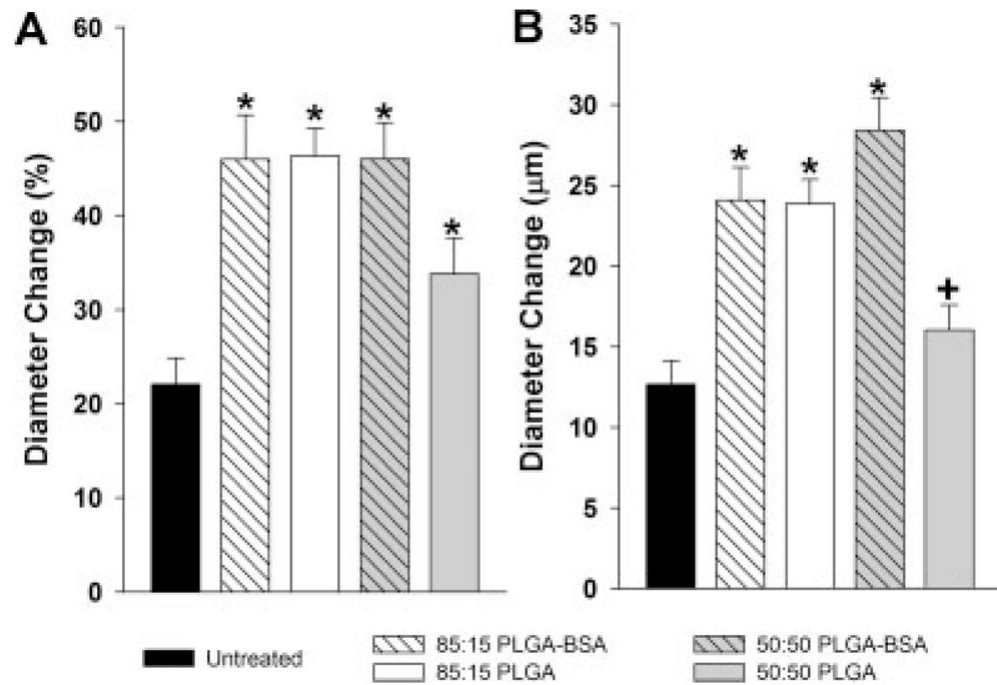 A
Diameter Change (%)
60
50
40
30
20
10
0
*
*
*
*
B
Diameter Change (μm)
35
30
25
20
15
10
5
0
*
*
*
+
Untreated
85:15 PLGA-BSA
85:15 PLGA
50:50 PLGA-BSA
50:50 PLGA